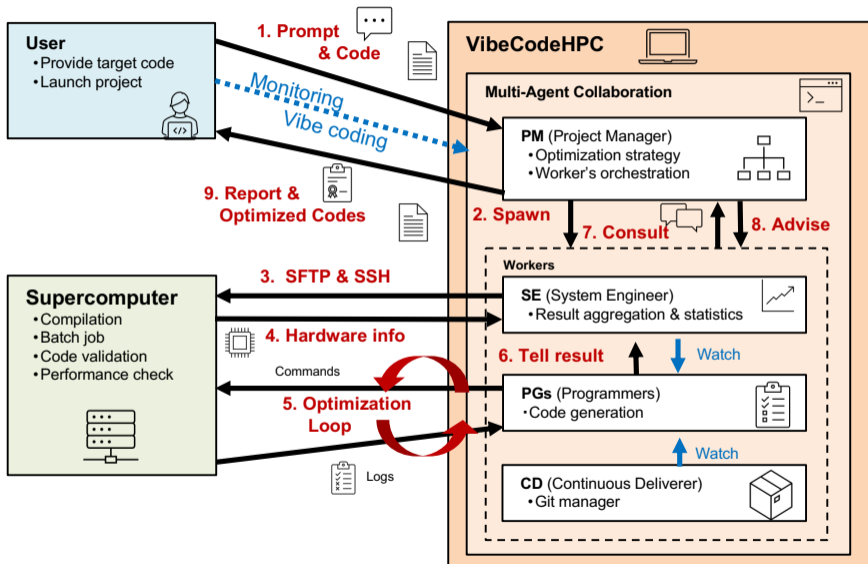 User
• Provide target code
• Launch project
1. Prompt
& Code
Monitoring
Vibe coding
9. Report &
Optimized Codes
VibeCodeHPC
Multi-Agent Collaboration
>_
PM (Project Manager)
• Optimization strategy
• Worker's orchestration
2. Spawn
7. Consult
8. Advise
Workers
Supercomputer
• Compilation
• Batch job
• Code validation
• Performance check
3. SFTP & SSH
4. Hardware info
SE (System Engineer)
• Result aggregation & statistics
6. Tell result
Watch
Commands
5. Optimization
Loop
Logs
PGs (Programmers)
• Code generation
Watch
CD (Continuous Deliverer)
• Git manager